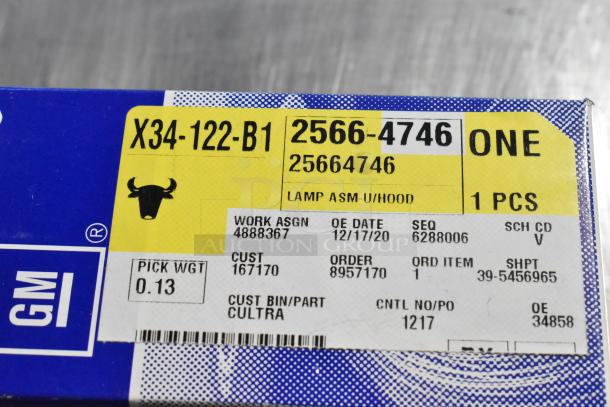 X34-122-B1 2566-4746 ONE
25664746
LAMP ASM-U/HOOD 1 PCS
WORK ASGN OE DATE SEQ SCH CD
4888367 12/17/20 6288006 V
CUST ORDER ORD ITEM SHPT
167170 8957170 1 39-5456965
PICK WGT
0.13
CUST BIN/PART CNTL NO/PO OE
CULTRA 1217 34858
GM ®
AUCTION GROUP